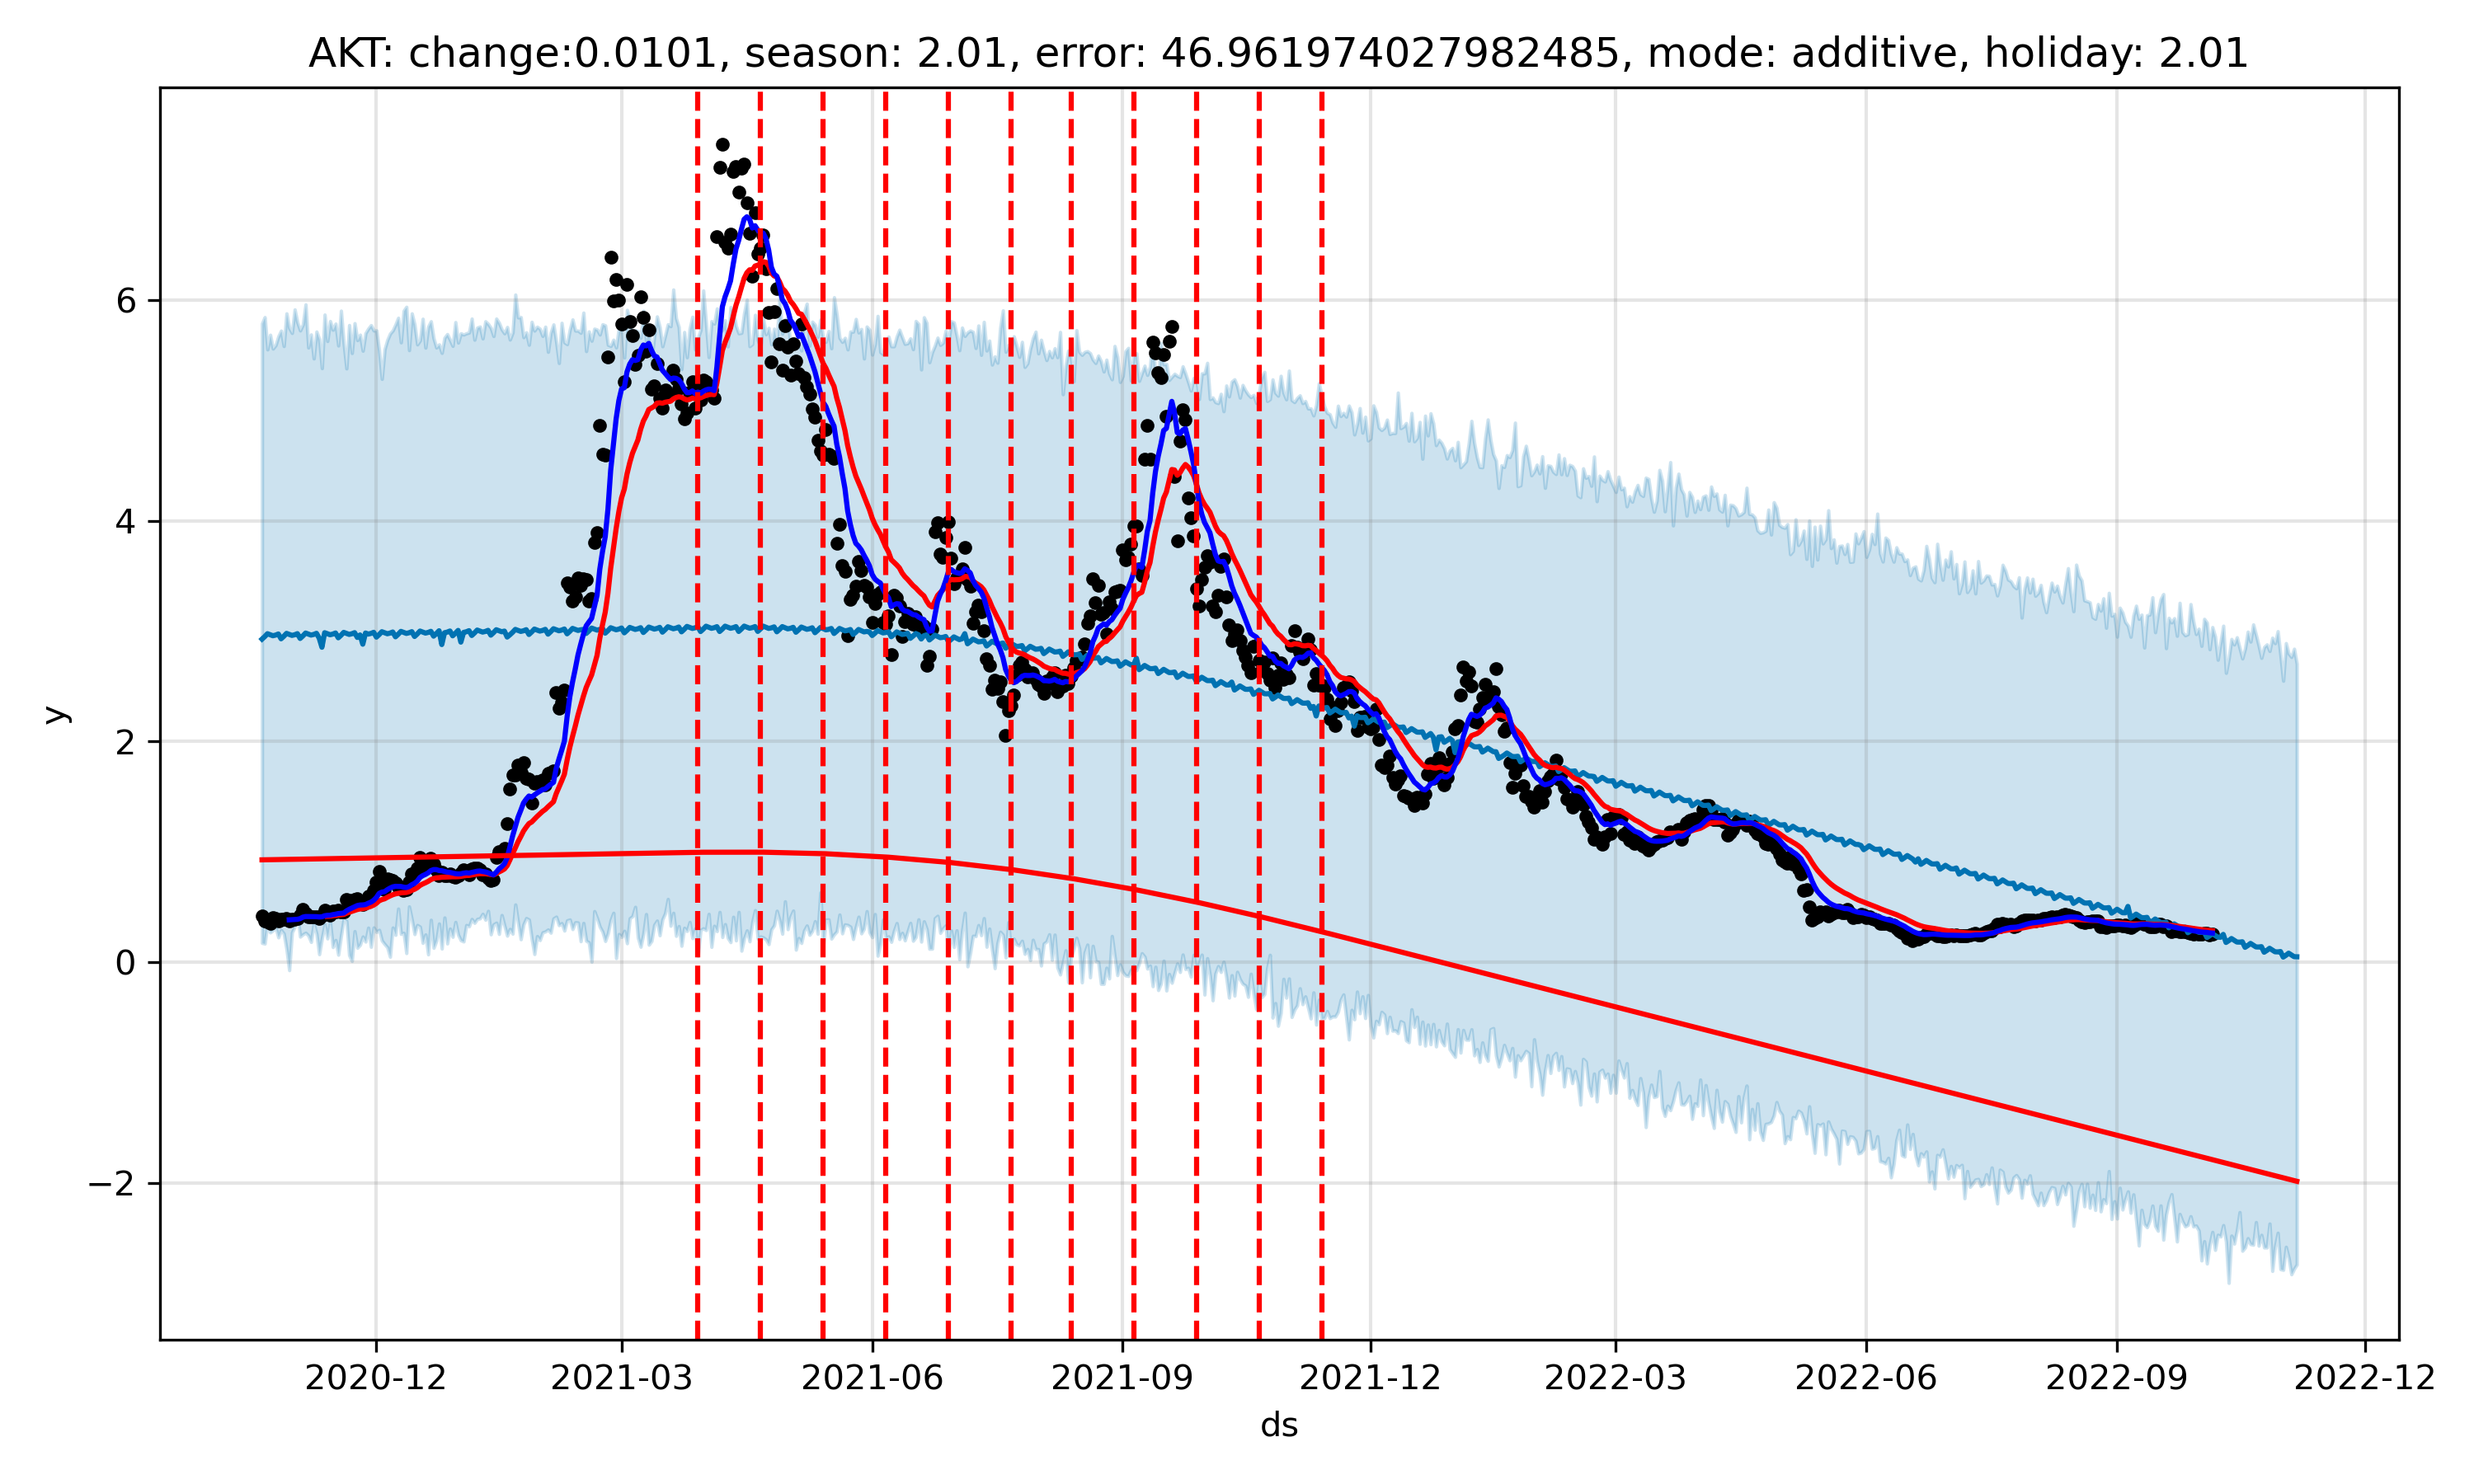 AKT: change:0.0101, season: 2.01, error: 46.961974027982485, mode: additive, holiday: 2.01
6
4
2
0
−2
y
2020-12 2021-03 2021-06 2021-09 2021-12 2022-03 2022-06 2022-09 2022-12
ds